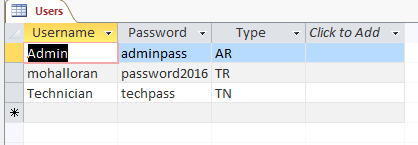 Users
Username Password Type Click to Add
Admin adminpass AR
mohalloran password2016 TR
Technician techpass TN
*